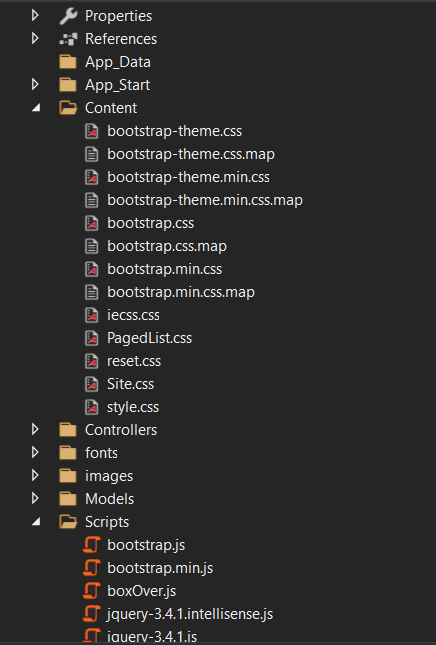 Properties
References
App_Data
App_Start
Content
bootstrap-theme.css
bootstrap-theme.css.map
bootstrap-theme.min.css
bootstrap-theme.min.css.map
bootstrap.css
bootstrap.css.map
bootstrap.min.css
bootstrap.min.css.map
iecss.css
PagedList.css
reset.css
Site.css
style.css
Controllers
fonts
images
Models
Scripts
bootstrap.js
bootstrap.min.js
boxOver.js
jquery-3.4.1.intellisense.js
jquery-3.4.1.js